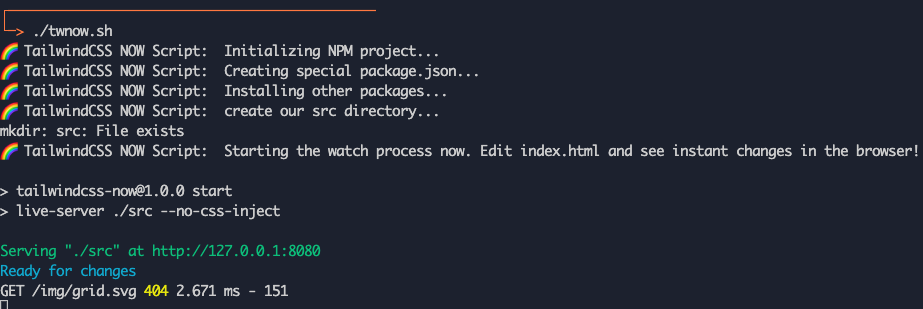 > ./twnow.sh
🌈 TailwindCSS NOW Script:  Initializing NPM project...
🌈 TailwindCSS NOW Script:  Creating special package.json...
🌈 TailwindCSS NOW Script:  Installing other packages...
🌈 TailwindCSS NOW Script:  create our src directory...
mkdir: src: File exists
🌈 TailwindCSS NOW Script:  Starting the watch process now. Edit index.html and see instant changes in the browser!
> tailwindcss-now@1.0.0 start
> live-server ./src --no-css-inject
Serving "./src" at http://127.0.0.1:8080
Ready for changes
GET /img/grid.svg 404 2.671 ms - 151